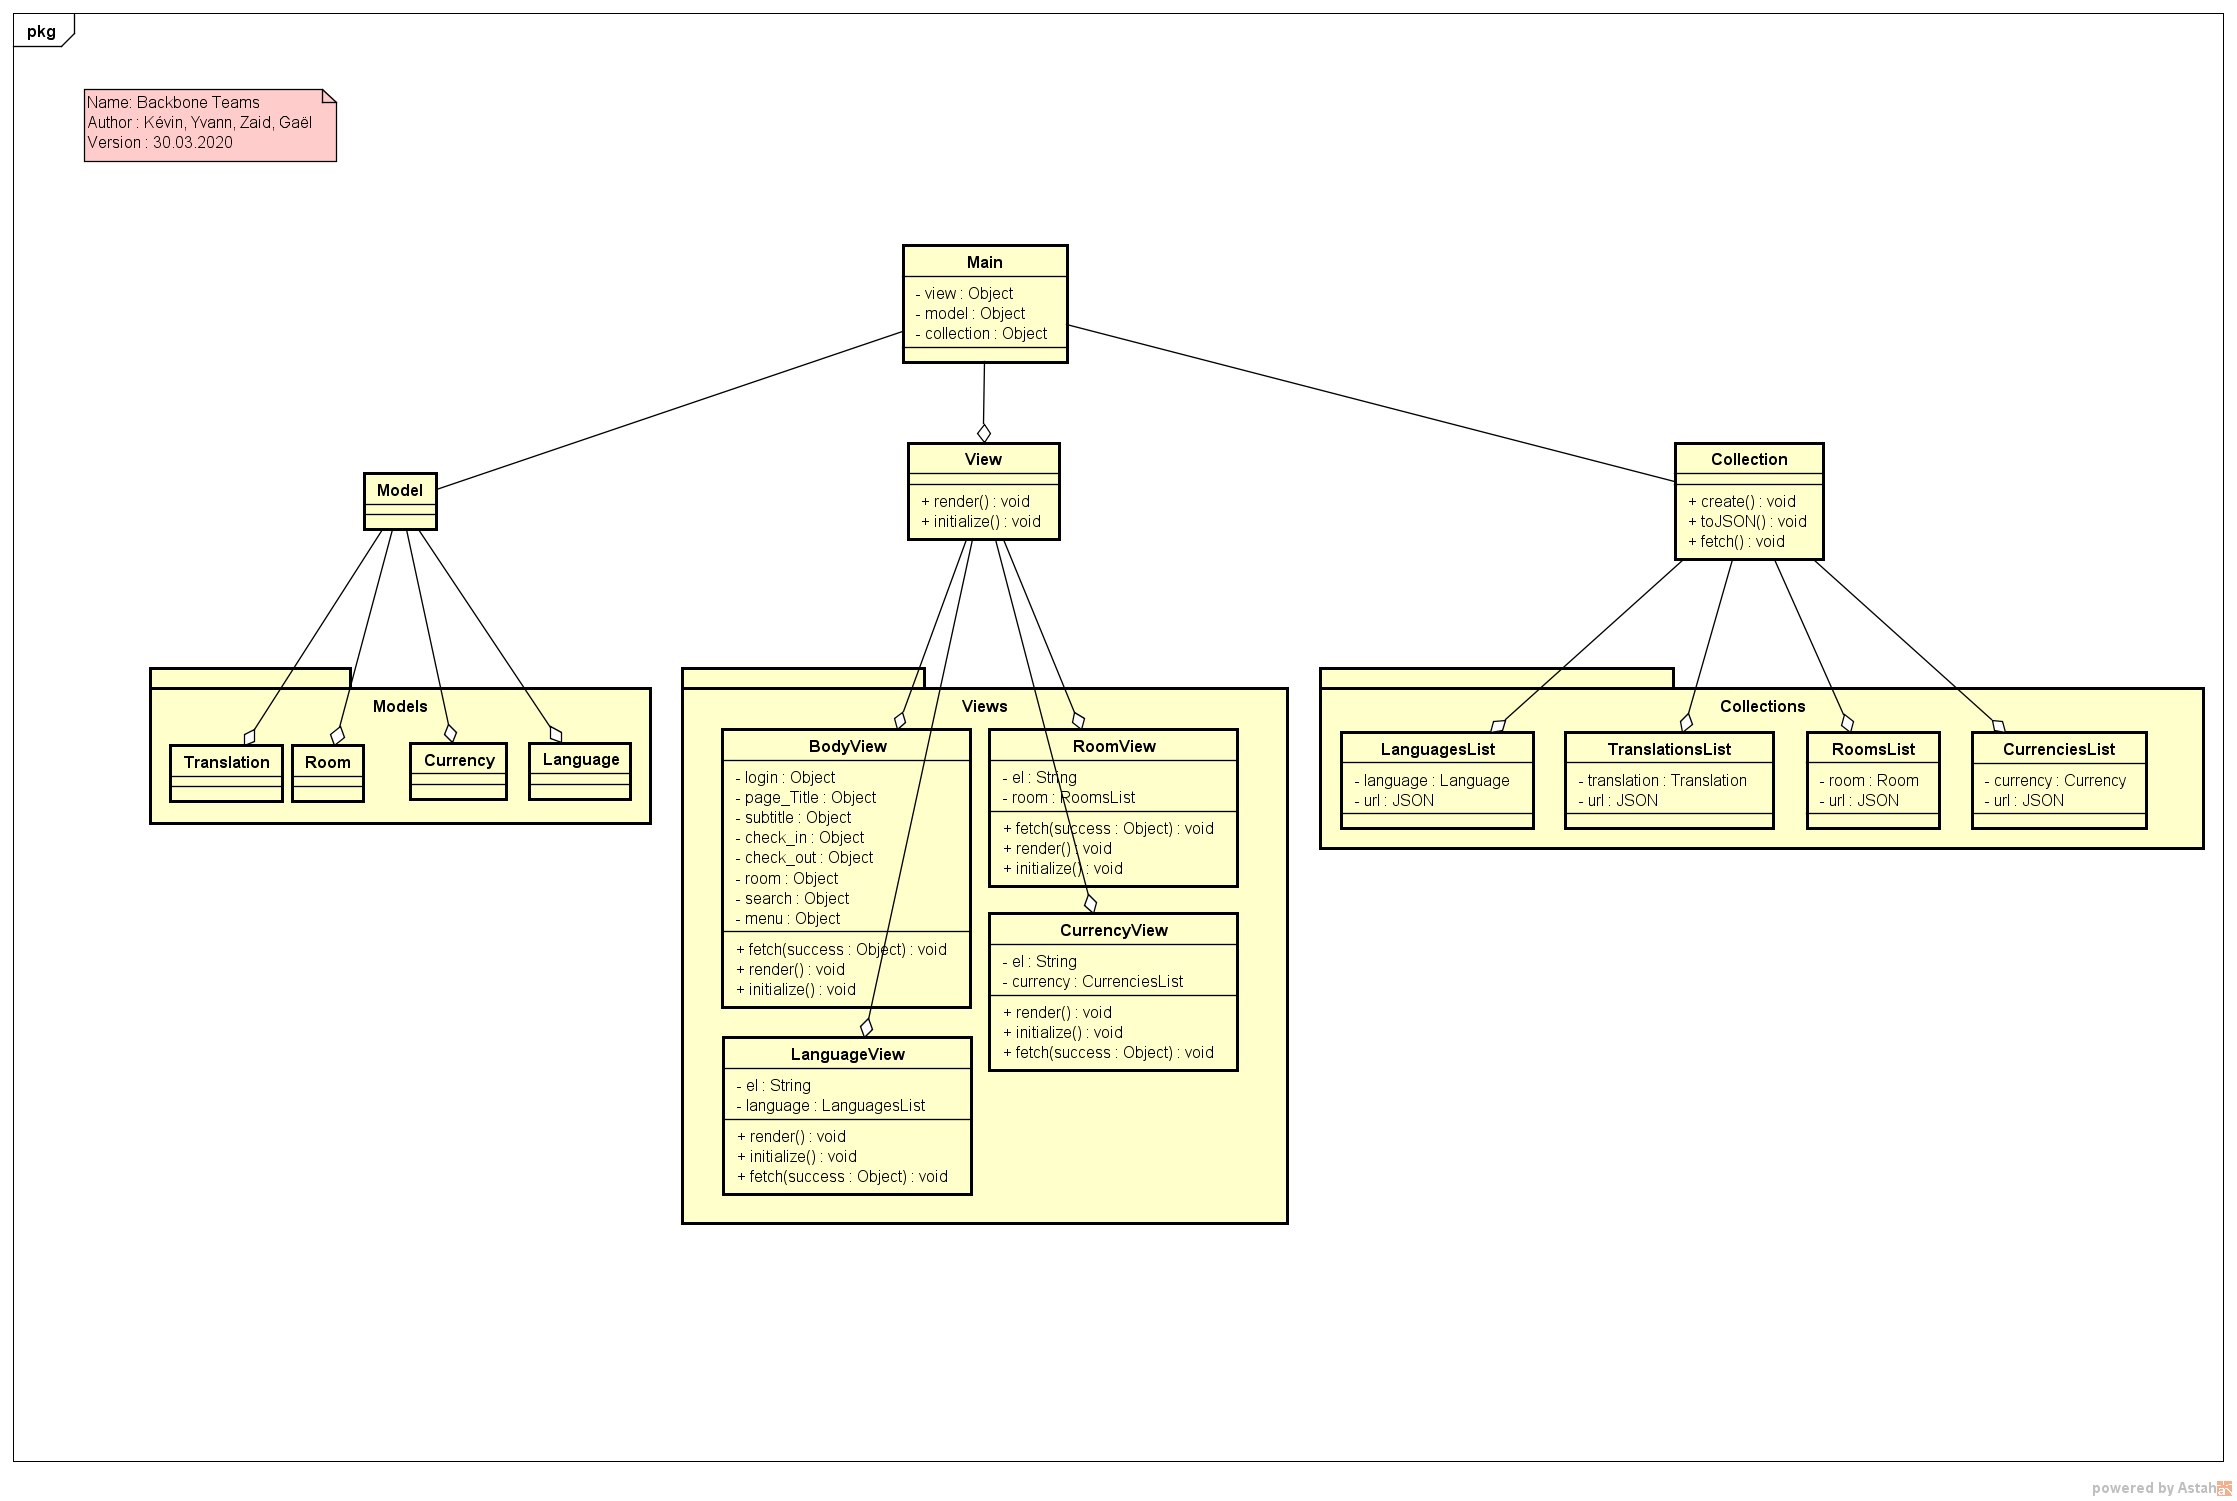 pkg
Name: Backbone Teams
Author : Kévin, Yvann, Zaid, Gaël
Version : 30.03.2020
Main
- view : Object
- model : Object
- collection : Object
Model
View
+ render() : void
+ initialize() : void
Collection
+ create() : void
+ toJSON() : void
+ fetch() : void
Models
Translation
Room
Currency
Language
Views
BodyView
- login : Object
- page_Title : Object
- subtitle : Object
- check_in : Object
- check_out : Object
- room : Object
- search : Object
- menu : Object
+ fetch(success : Object) : void
+ render() : void
+ initialize() : void
RoomView
- el : String
- room : RoomsList
+ fetch(success : Object) : void
+ render() : void
+ initialize() : void
CurrencyView
- el : String
- currency : CurrenciesList
+ render() : void
+ initialize() : void
+ fetch(success : Object) : void
LanguageView
- el : String
- language : LanguagesList
+ render() : void
+ initialize() : void
+ fetch(success : Object) : void
Collections
LanguagesList
- language : Language
- url : JSON
TranslationsList
- translation : Translation
- url : JSON
RoomsList
- room : Room
- url : JSON
CurrenciesList
- currency : Currency
- url : JSON
powered by Astah